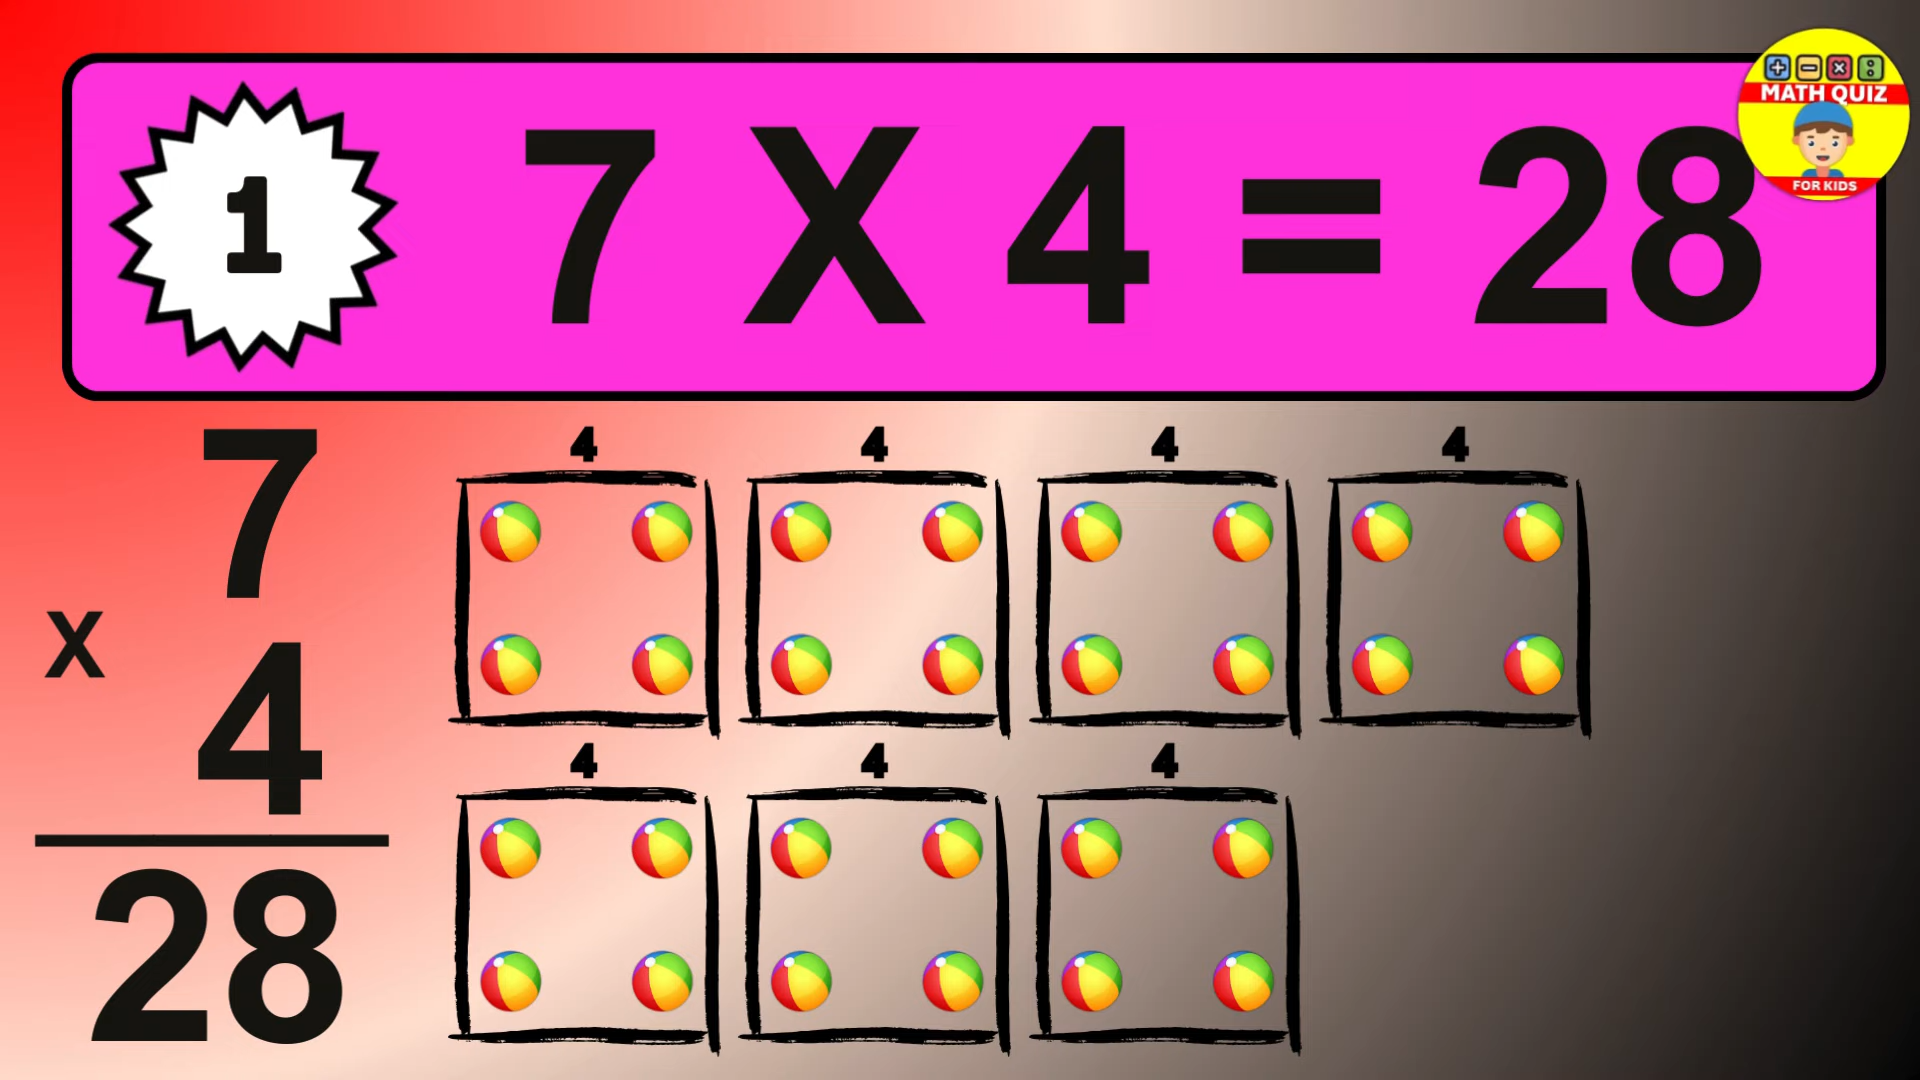 1
7 X 4 = 28
MATH QUIZ
FOR KIDS
7
X
4
28
4 4 4 4
4 4 4